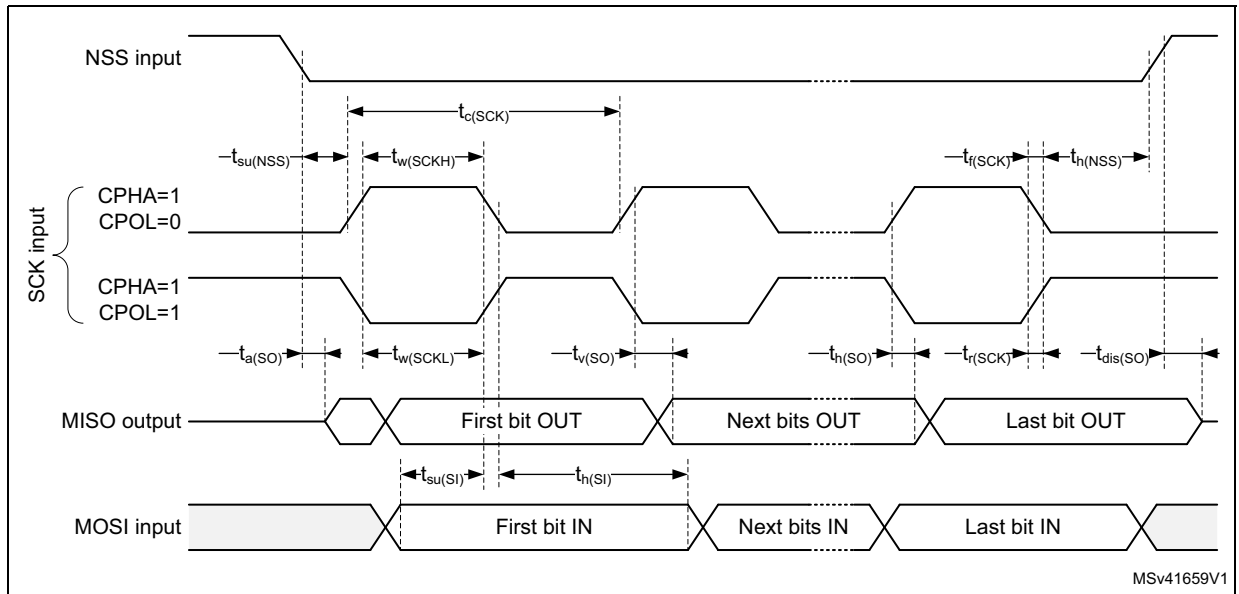 NSS input
tc(SCK)
tsu(NSS) tw(SCKH) tf(SCK) th(NSS)
SCK input
CPHA=1
CPOL=0
CPHA=1
CPOL=1
ta(SO) tw(SCKL) tv(SO) th(SO) tr(SCK) tdis(SO)
MISO output First bit OUT Next bits OUT Last bit OUT
tsu(SI) th(SI)
MOSI input First bit IN Next bits IN Last bit IN
MSv41659V1